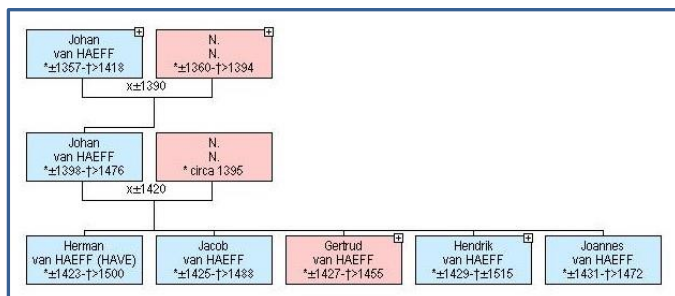 Johan
van HAEFF
*±1357-†>1418
N.
N.
*±1360-†>1394
x±1390
Johan
van HAEFF
*±1398-†>1476
N.
N.
* circa 1395
x±1420
Herman
van HAEFF (HAVE)
*±1423-†>1500
Jacob
van HAEFF
*±1425-†>1488
Gertrud
van HAEFF
*±1427-†>1455
Hendrik
van HAEFF
*±1429-†±1515
Joannes
van HAEFF
*±1431-†>1472